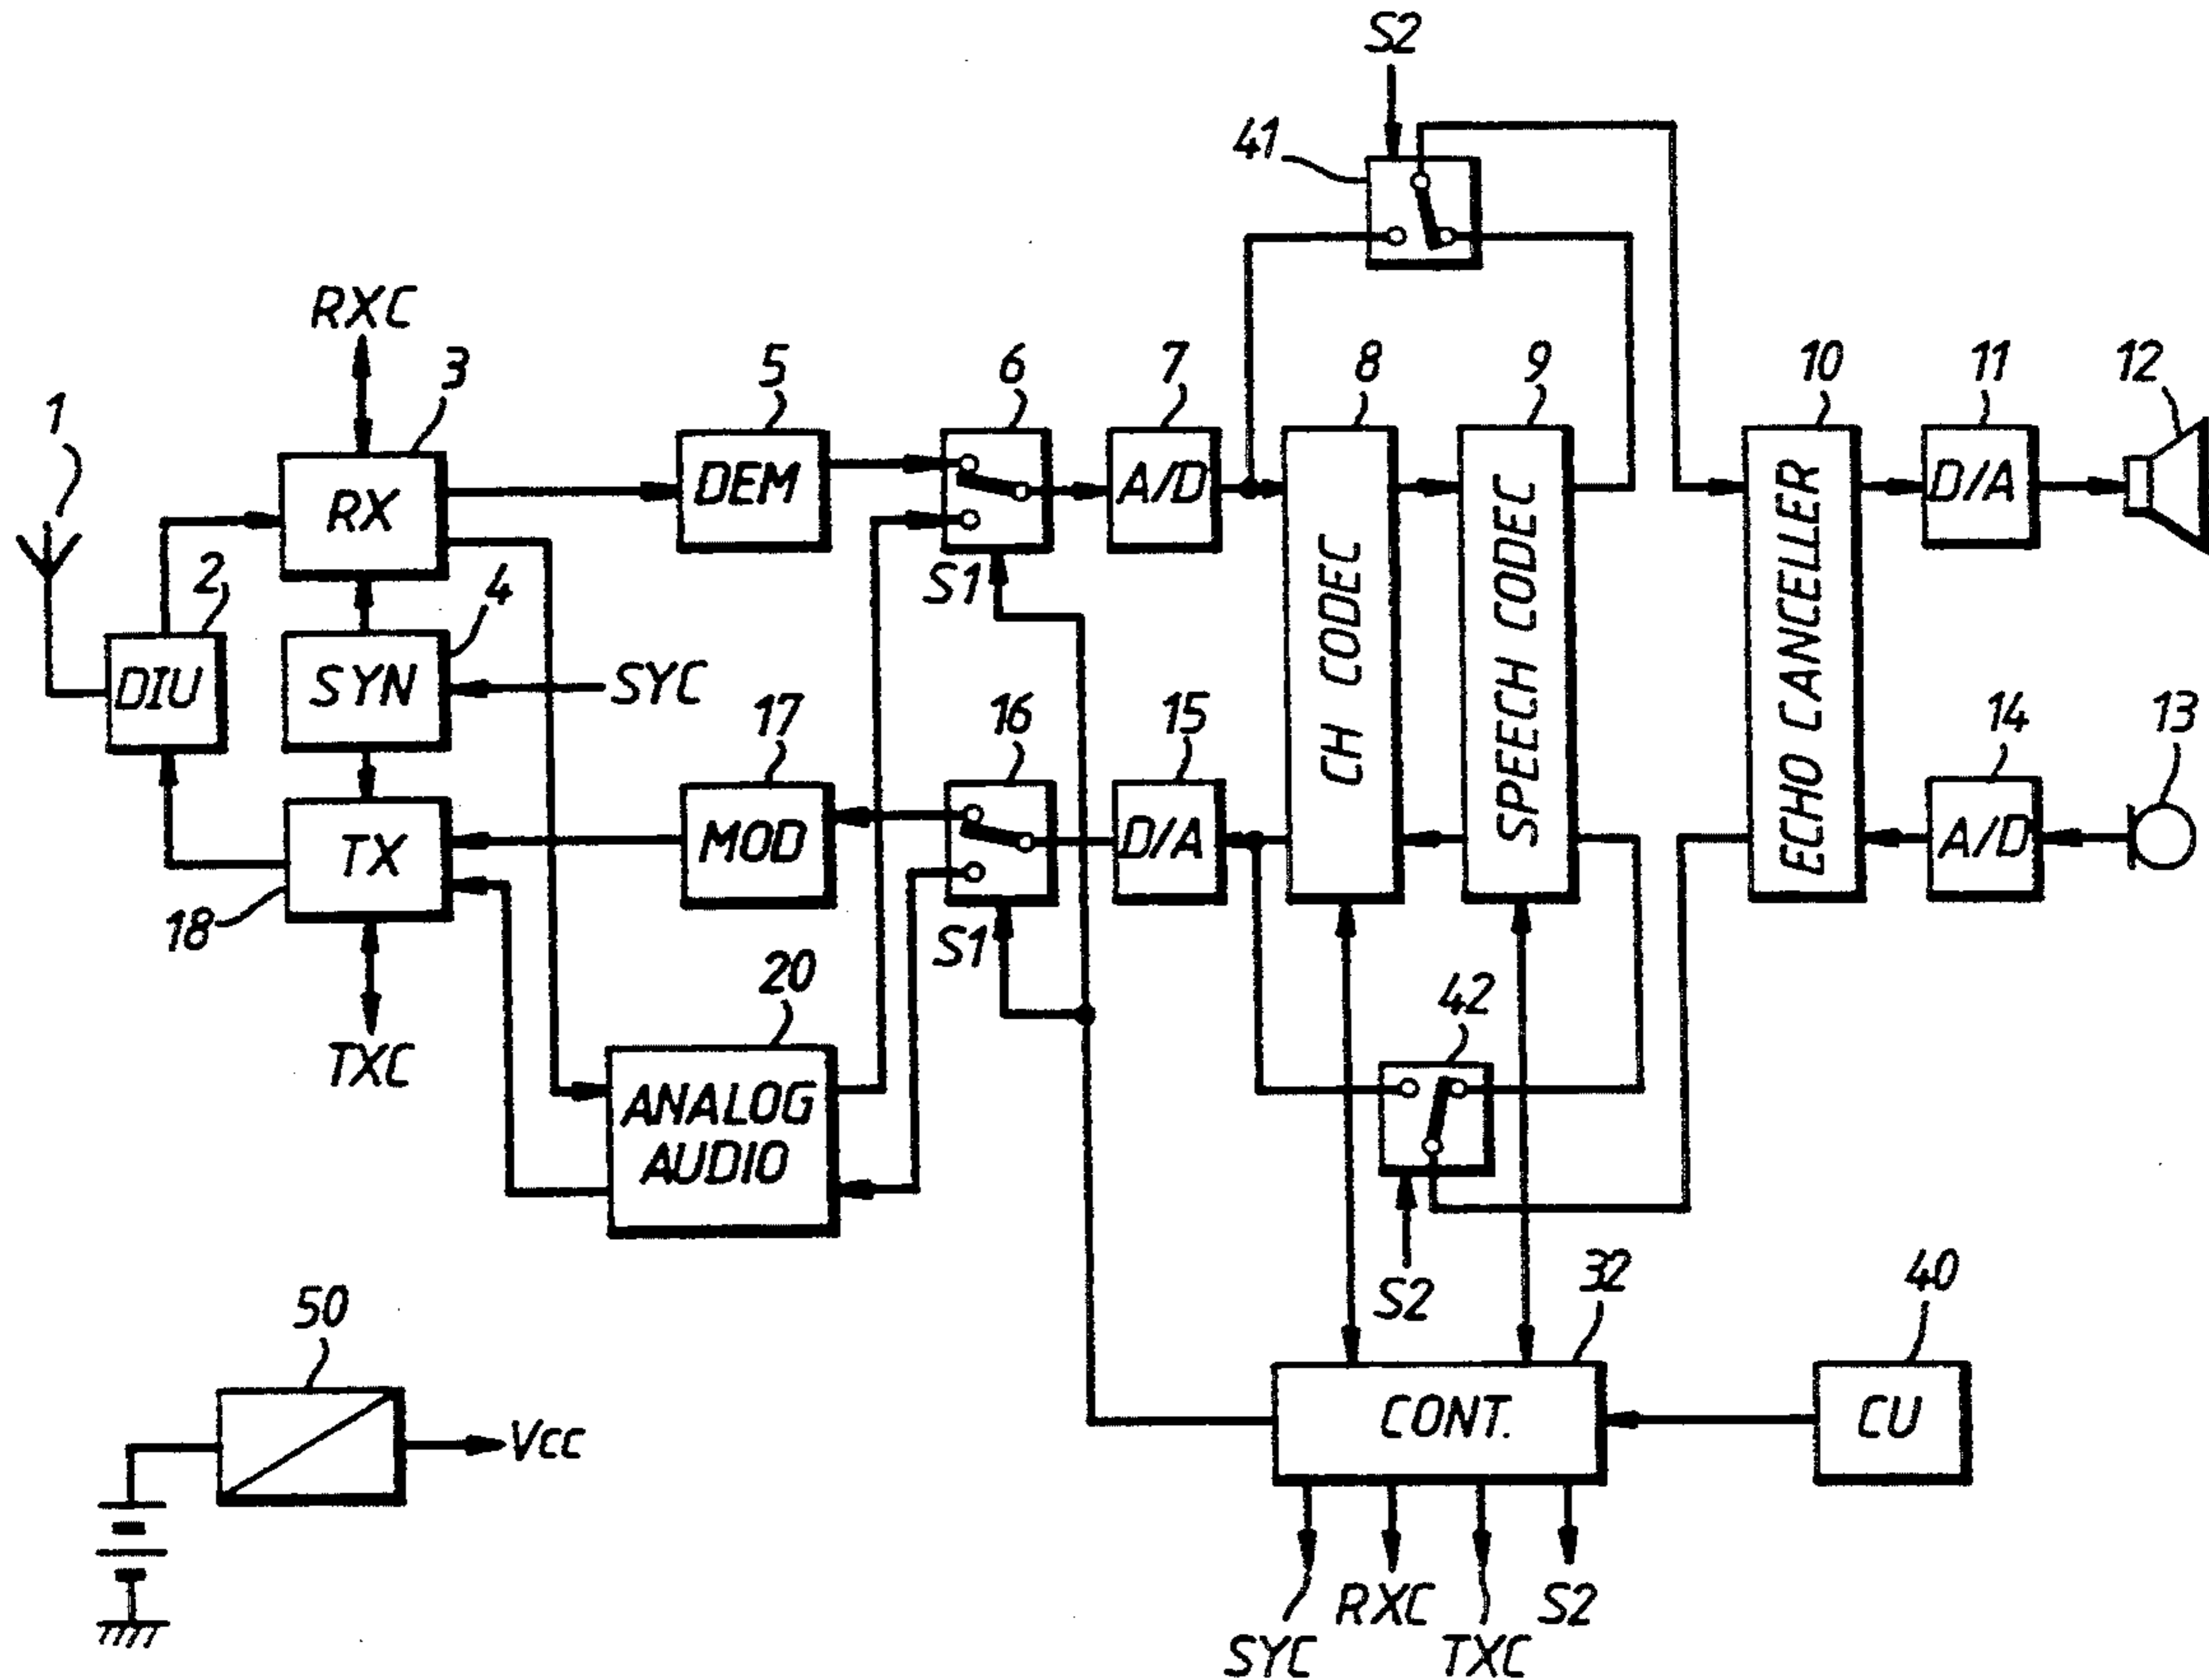 S2
41
RXC
3
5
6
7
8
9
10
11
12
1
RX
DEM
A/D
D/A
2
S1
4
DIU
SYN
SYC
CH CODEC
SPEECH CODEC
ECHO CANCELLER
17
16
15
14
13
TX
MOD
D/A
A/D
18
S1
TXC
20
42
ANALOG
AUDIO
S2
32
40
50
CONT.
CU
Vcc
SYC
RXC
TXC
S2